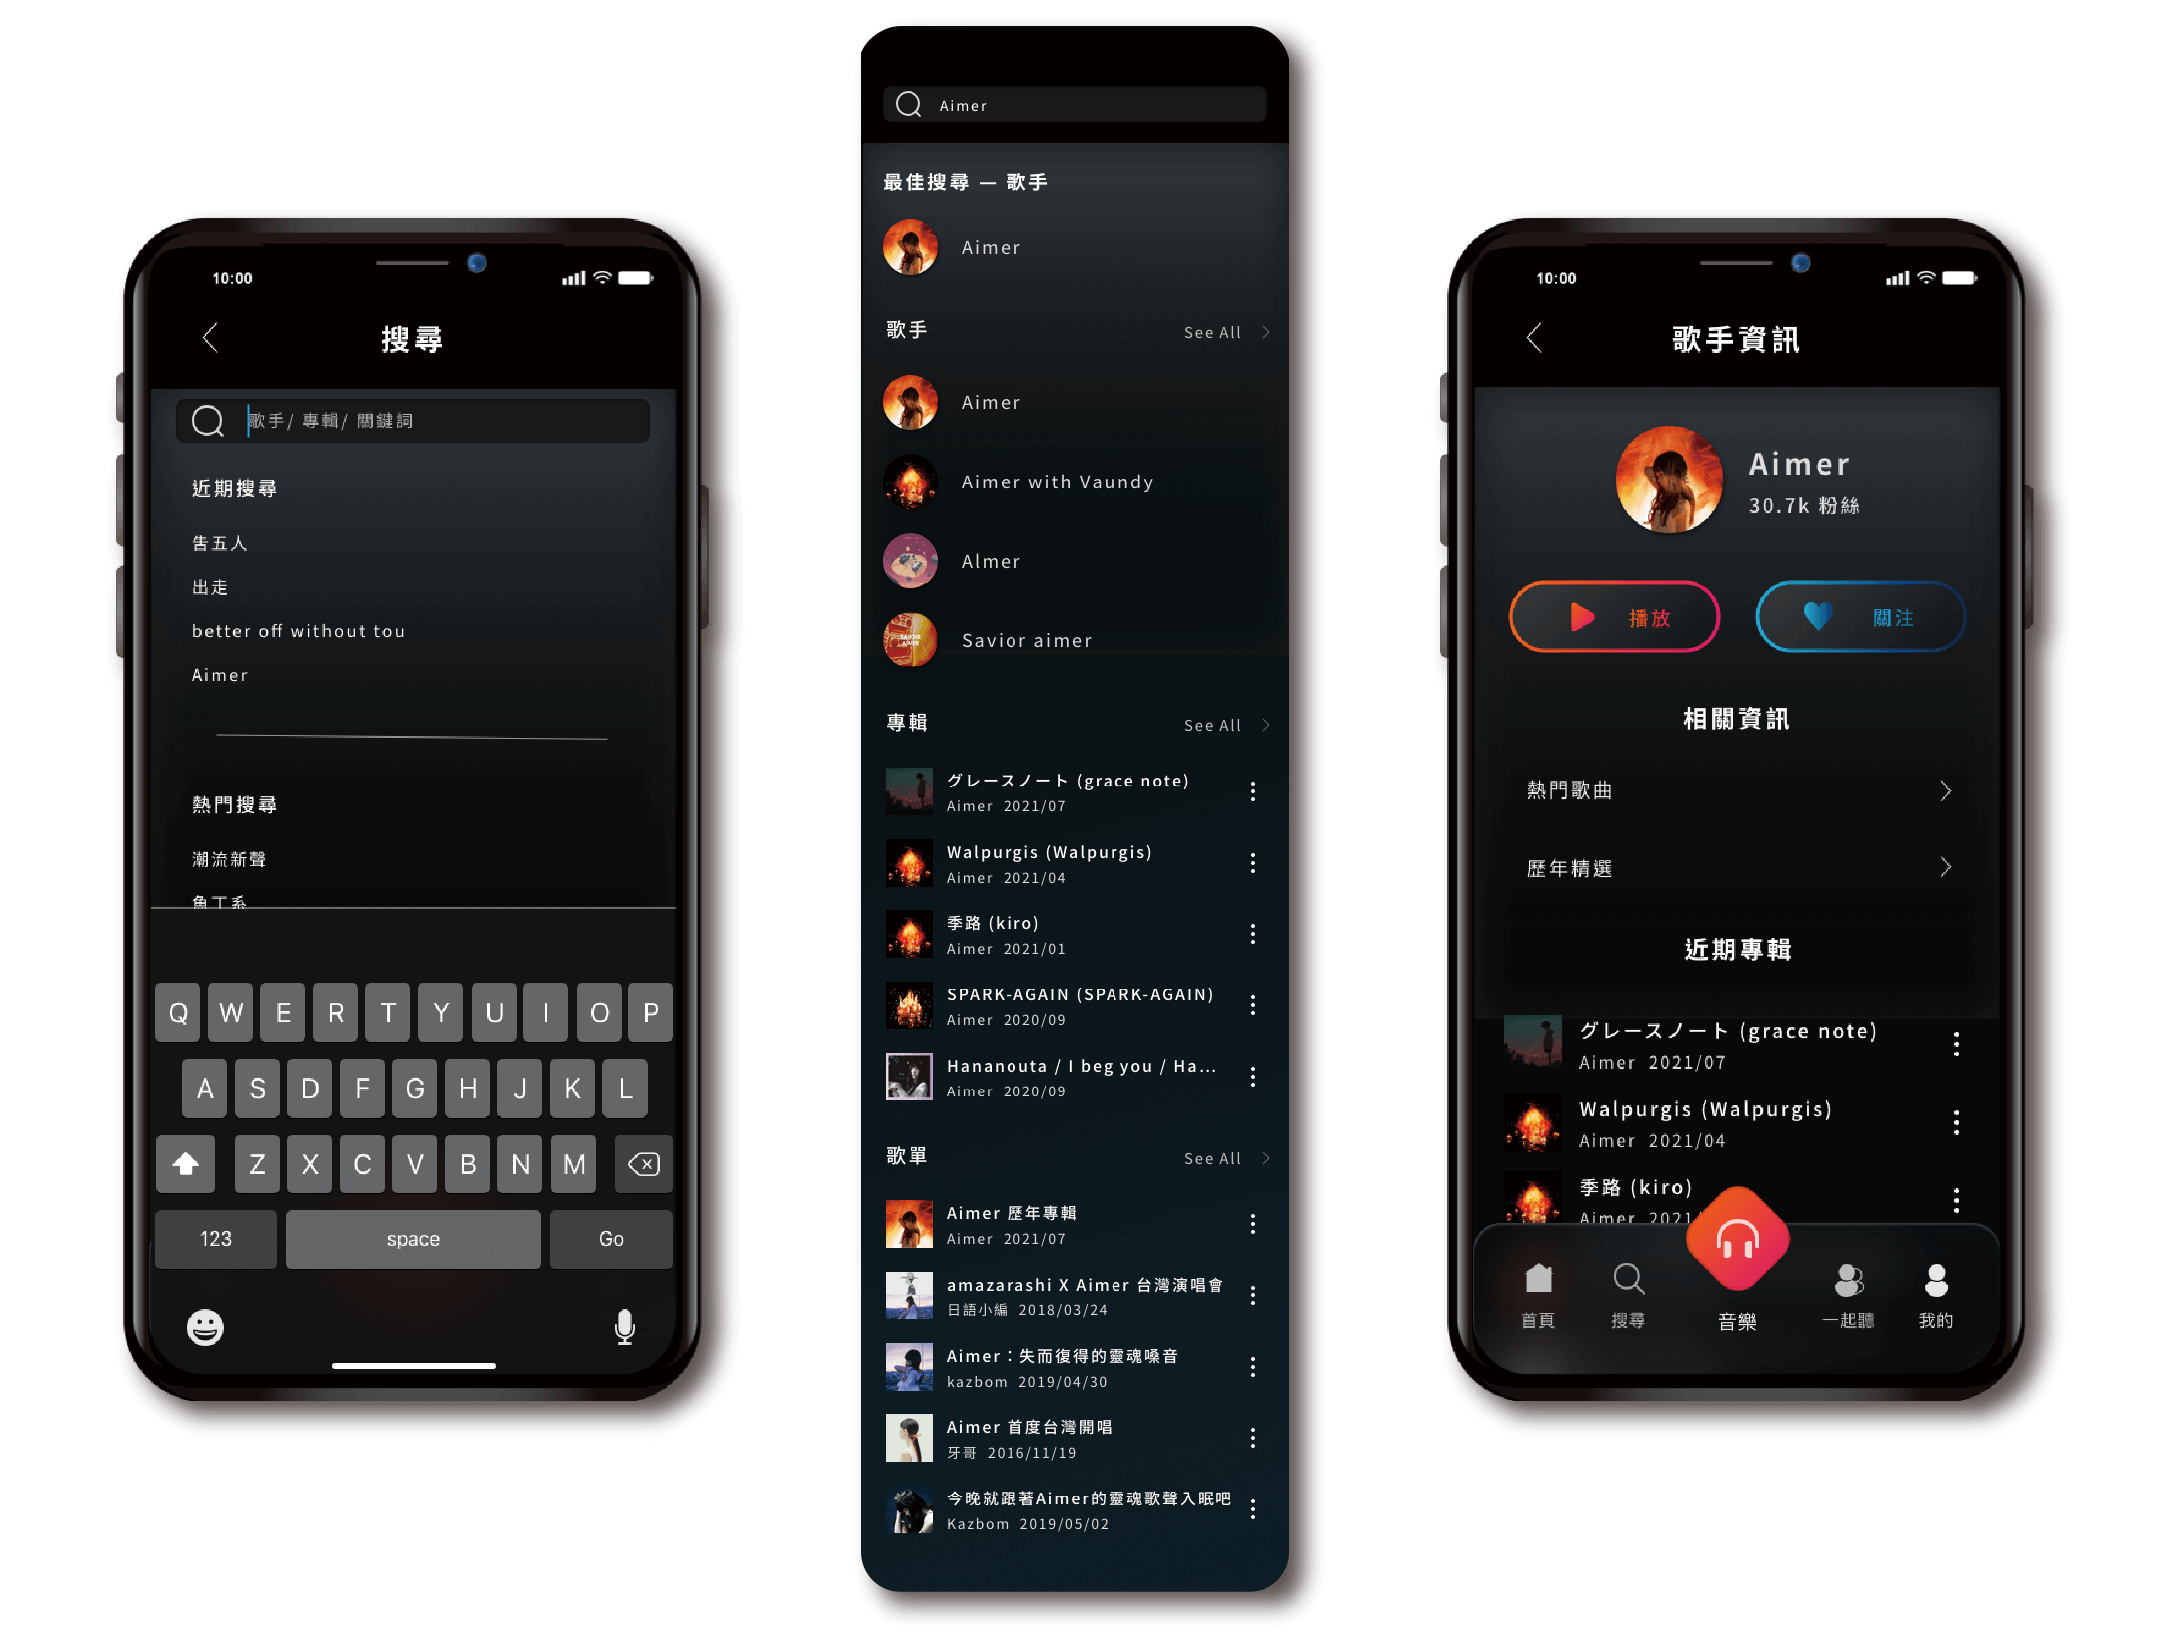 10:00
搜尋
歌手/ 專輯/ 關鍵詞
近期搜尋
告五人
出走
better off without tou
Aimer
熱門搜尋
潮流新聲
魚丁系
Q W E R T Y U I O P
A S D F G H J K L
Z X C V B N M
123 space Go
Aimer
最佳搜尋 — 歌手
Aimer
歌手 See All
Aimer
Aimer with Vaundy
Almer
Savior aimer
專輯 See All
グレースノート (grace note)
Aimer 2021/07
Walpurgis (Walpurgis)
Aimer 2021/04
季路 (kiro)
Aimer 2021/01
SPARK-AGAIN (SPARK-AGAIN)
Aimer 2020/09
Hananouta / I beg you / Ha...
Aimer 2020/09
歌單 See All
Aimer 歷年專輯
Aimer 2021/07
amazarashi X Aimer 台灣演唱會
日語小編 2018/03/24
Aimer：失而復得的靈魂嗓音
kazbom 2019/04/30
Aimer 首度台灣開唱
牙哥 2016/11/19
今晚就跟著Aimer的靈魂歌聲入眠吧
Kazbom 2019/05/02
10:00
歌手資訊
Aimer
30.7k 粉絲
播放 關注
相關資訊
熱門歌曲
歷年精選
近期專輯
グレースノート (grace note)
Aimer 2021/07
Walpurgis (Walpurgis)
Aimer 2021/04
季路 (kiro)
Aimer 2021
首頁 搜尋 音樂 一起聽 我的